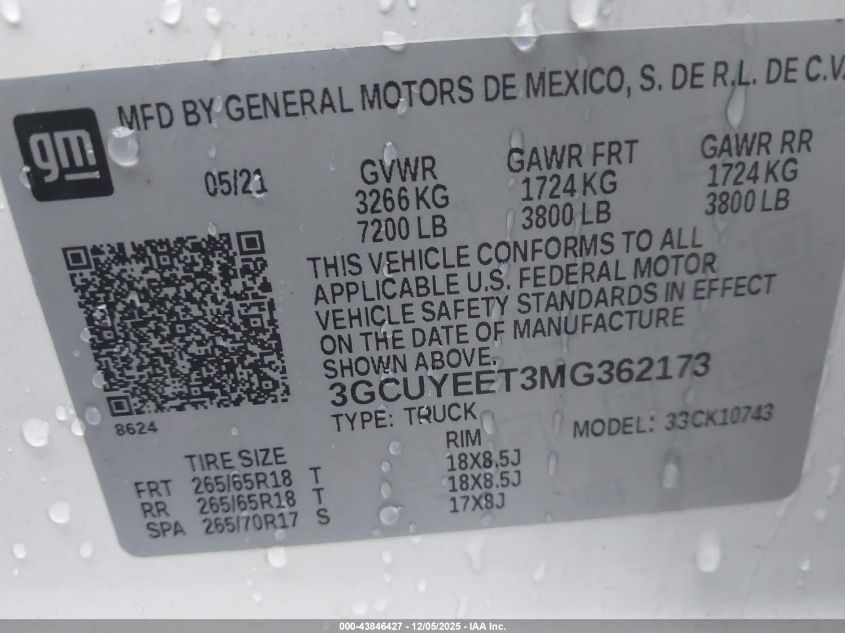 gm
MFD BY GENERAL MOTORS DE MEXICO, S. DE R.L. DE C.V.
05/21
GVWR
3266 KG
7200 LB
GAWR FRT
1724 KG
3800 LB
GAWR RR
1724 KG
3800 LB
THIS VEHICLE CONFORMS TO ALL
APPLICABLE U.S. FEDERAL MOTOR
VEHICLE SAFETY STANDARDS IN EFFECT
ON THE DATE OF MANUFACTURE
SHOWN ABOVE.
3GCUYEET3MG362173
TYPE: TRUCK
MODEL: 33CK10743
8624
TIRE SIZE RIM
FRT 265/65R18 T 18X8.5J
RR 265/65R18 T 18X8.5J
SPA 265/70R17 S 17X8J
000-43846427 - 12/05/2025 - IAA Inc.